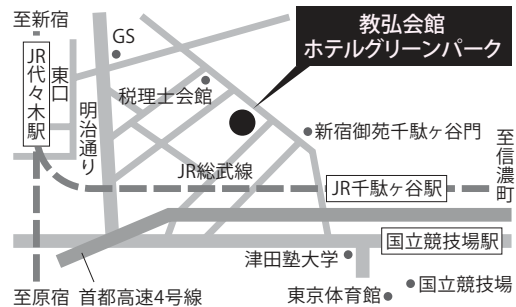 至新宿
JR代々木駅
東口
明治通り
GS
税理士会館
教弘会館
ホテルグリーンパーク
新宿御苑千駄ヶ谷門
至信濃町
JR総武線
JR千駄ヶ谷駅
国立競技場駅
津田塾大学
国立競技場
東京体育館
至原宿
首都高速4号線